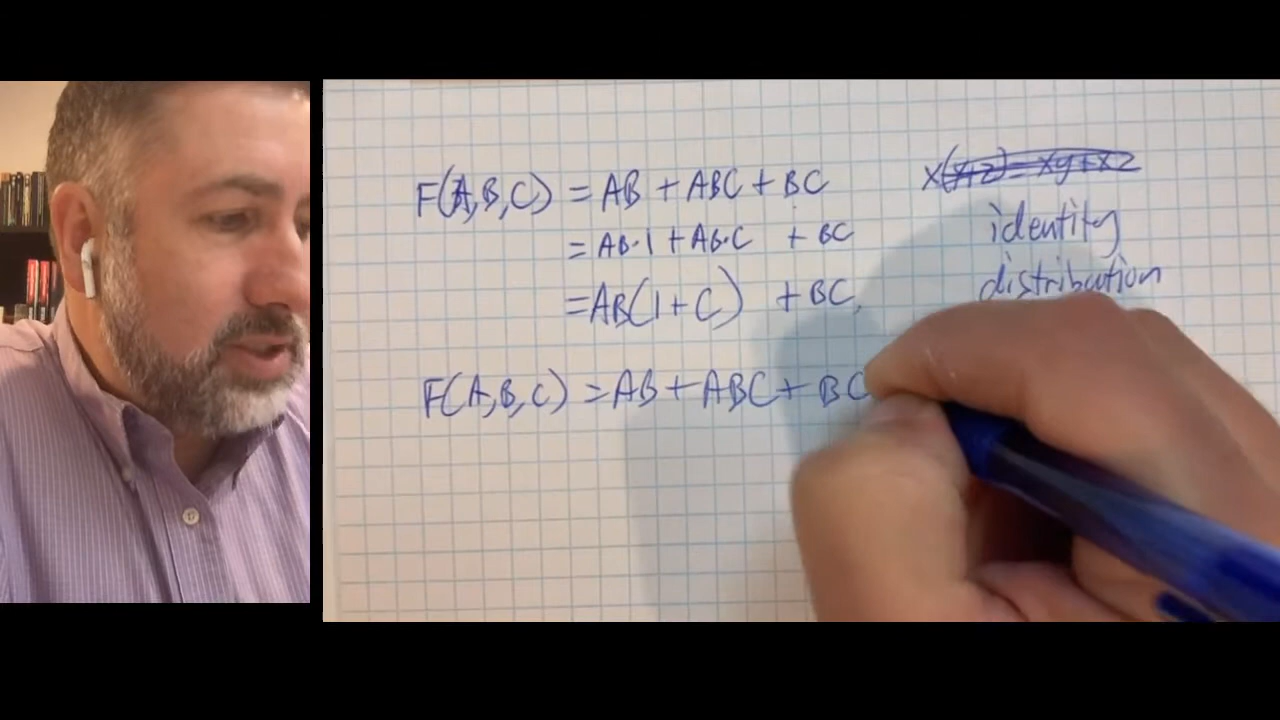 F(A,B,C) = AB + ABC + BC
x(y+z) = xy+xz
= AB·1 + AB·C + BC
identity
= AB(1+C) + BC
distribution
F(A,B,C) = AB + ABC + BC